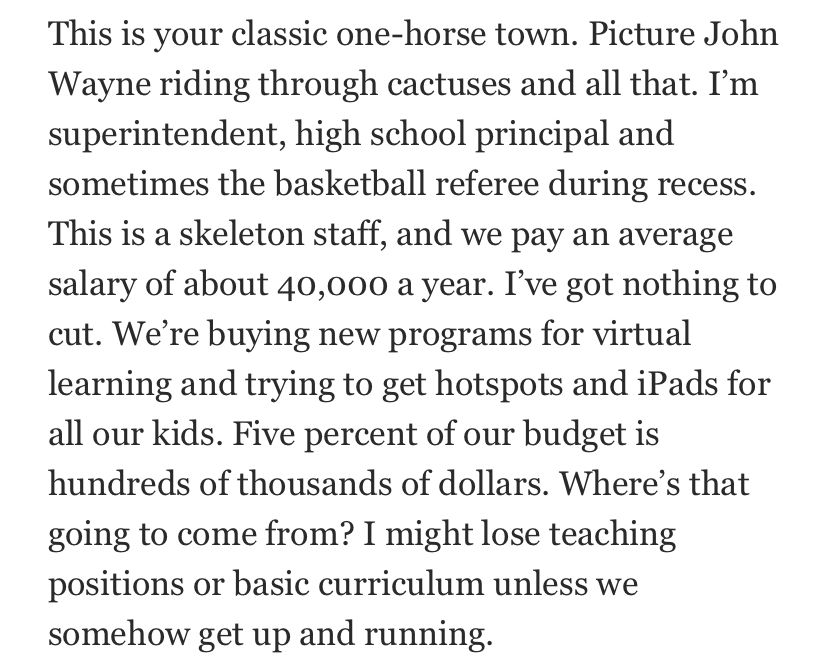 This is your classic one-horse town. Picture John
Wayne riding through cactuses and all that. I’m
superintendent, high school principal and
sometimes the basketball referee during recess.
This is a skeleton staff, and we pay an average
salary of about 40,000 a year. I’ve got nothing to
cut. We’re buying new programs for virtual
learning and trying to get hotspots and iPads for
all our kids. Five percent of our budget is
hundreds of thousands of dollars. Where’s that
going to come from? I might lose teaching
positions or basic curriculum unless we
somehow get up and running.